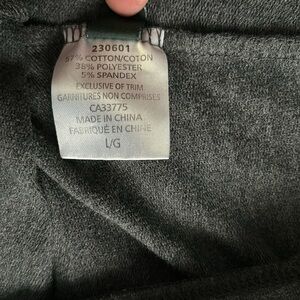 230601
57% COTTON/COTON
38% POLYESTER
5% SPANDEX
EXCLUSIVE OF TRIM
GARNITURES NON COMPRISES
CA33775
MADE IN CHINA
FABRIQUÉ EN CHINE
L/G